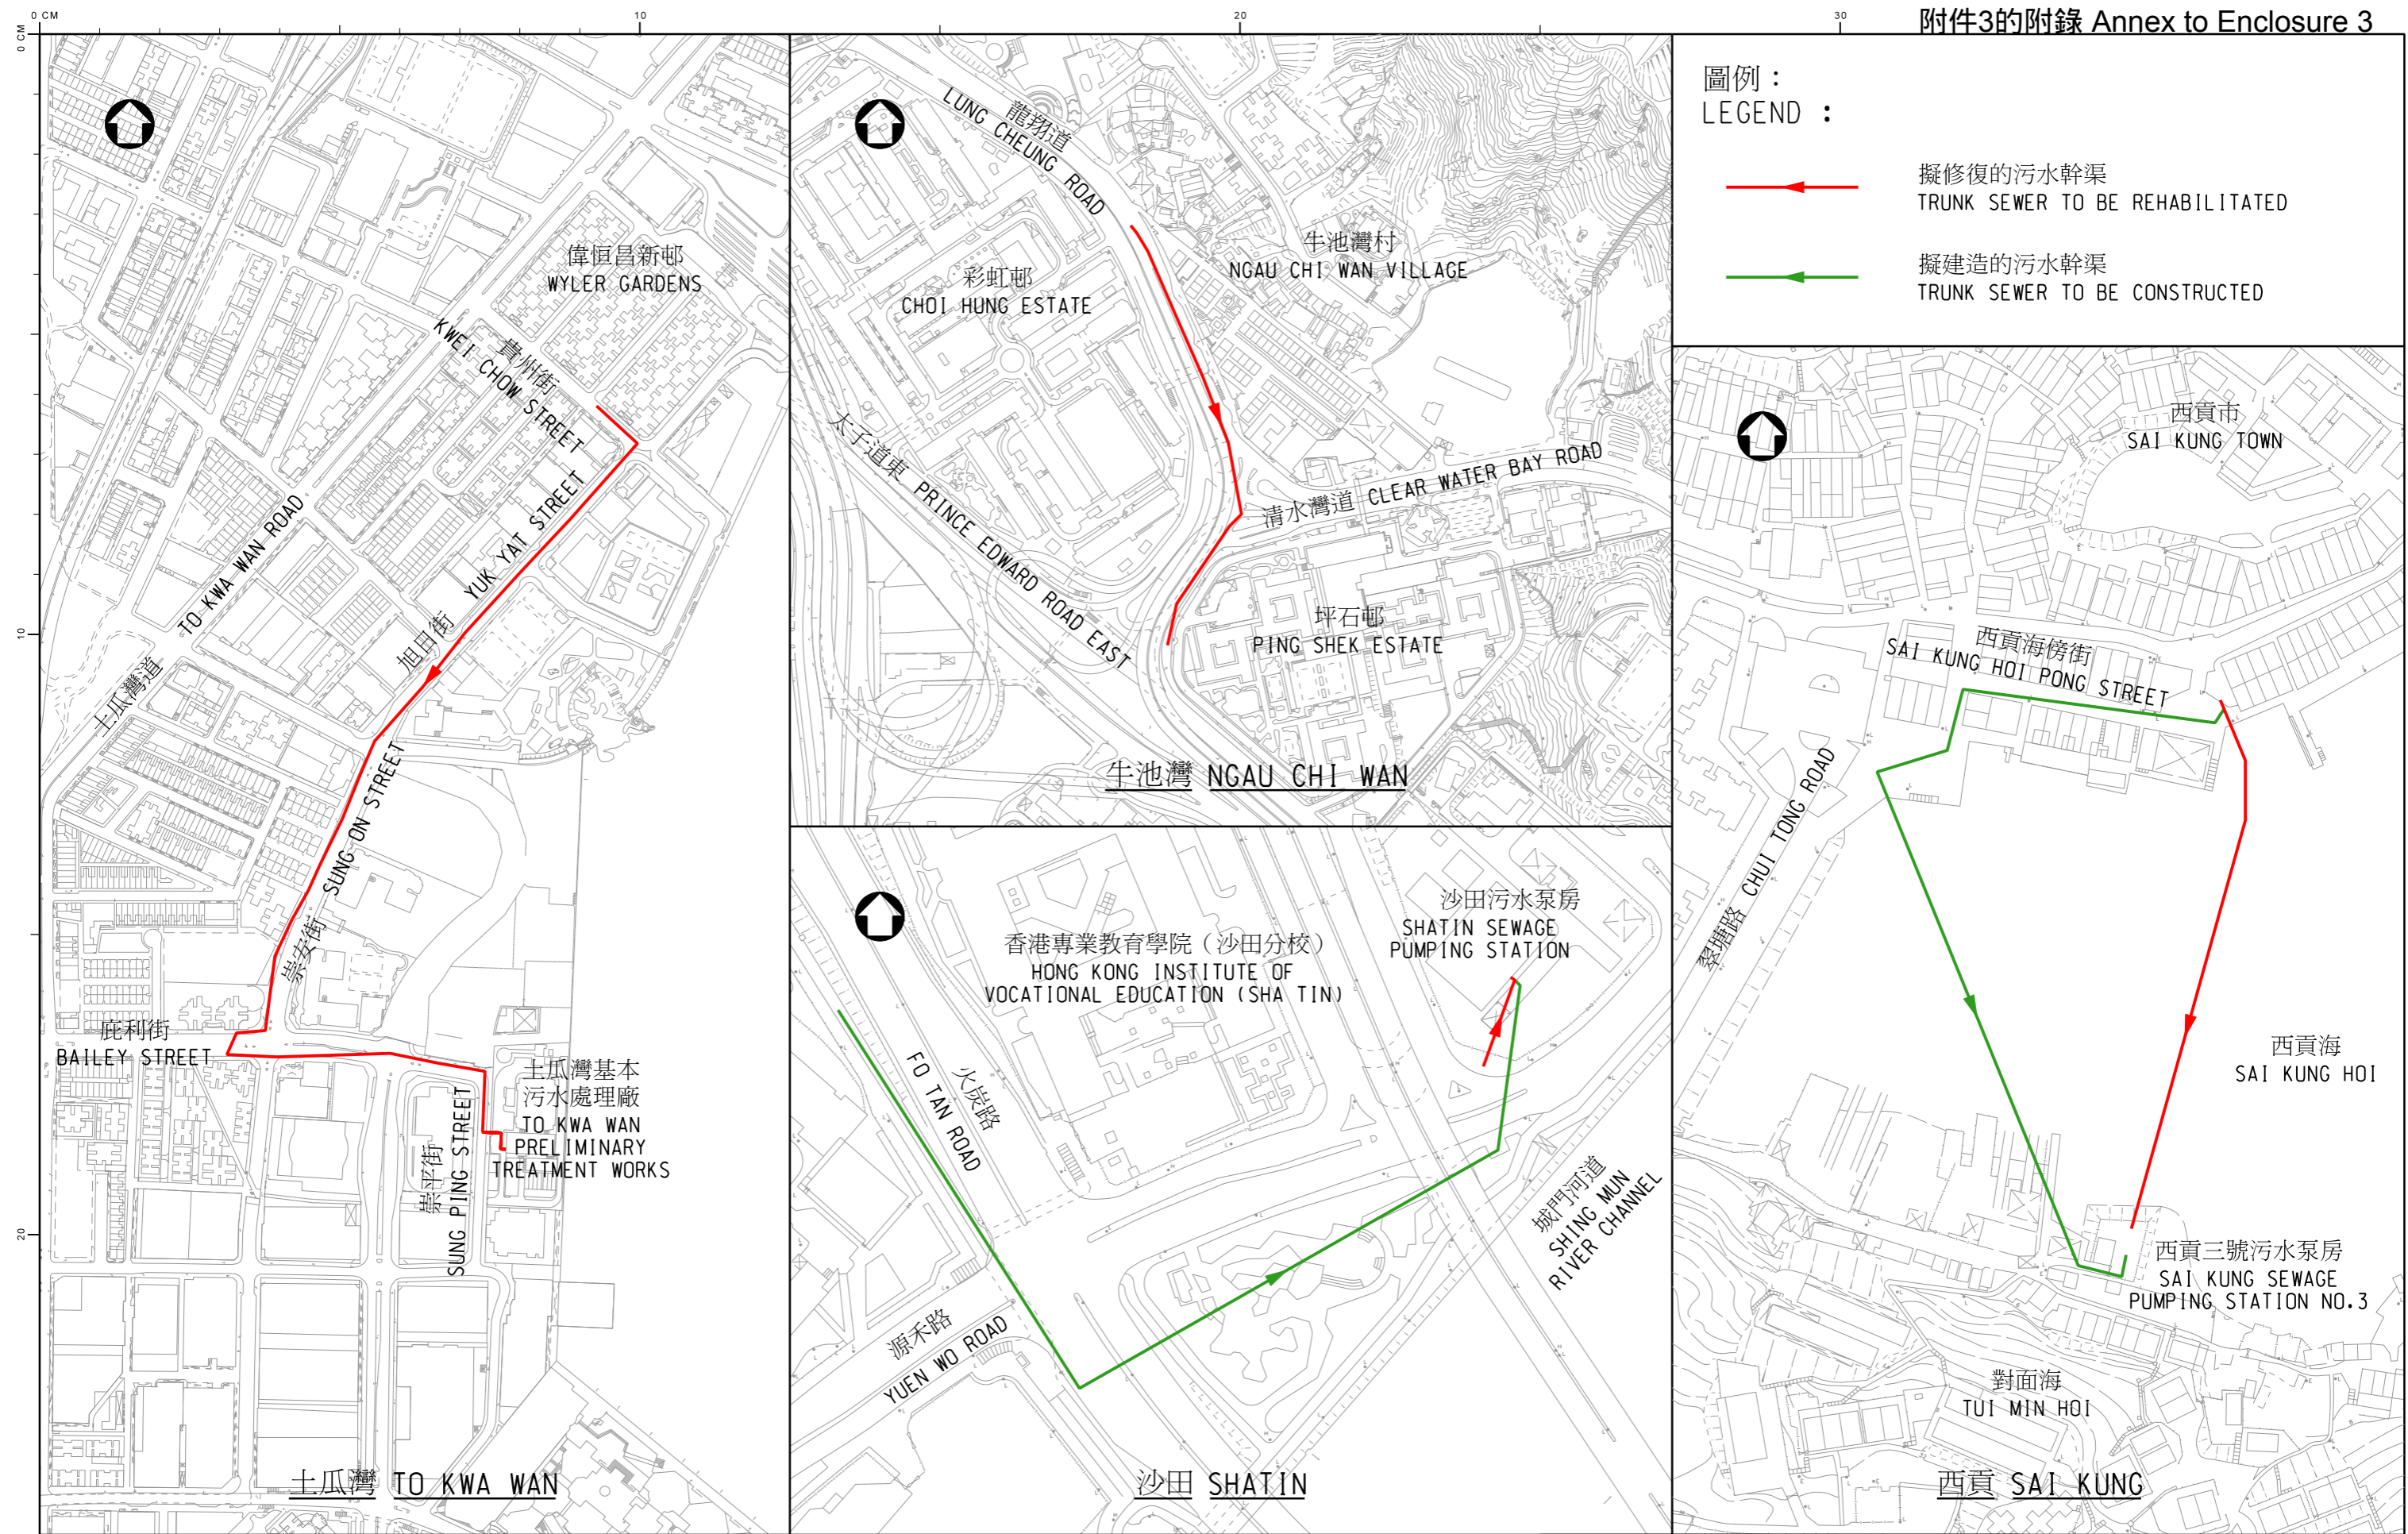 0 CM
10
20
30
0 CM
10
20
附件3的附錄 Annex to Enclosure 3
圖例：
LEGEND :
擬修復的污水幹渠
TRUNK SEWER TO BE REHABILITATED
擬建造的污水幹渠
TRUNK SEWER TO BE CONSTRUCTED
偉恒昌新邨
WYLER GARDENS
貴州街
KWEI CHOW STREET
YUK YAT STREET
旭日街
TO KWA WAN ROAD
土瓜灣道
SUNG ON STREET
崇安街
庇利街
BAILEY STREET
土瓜灣基本
污水處理廠
TO KWA WAN
PRELIMINARY
TREATMENT WORKS
崇平街
SUNG PING STREET
土瓜灣 TO KWA WAN
龍翔道
LUNG CHEUNG ROAD
牛池灣村
NGAU CHI WAN VILLAGE
彩虹邨
CHOI HUNG ESTATE
太子道東 PRINCE EDWARD ROAD EAST
清水灣道 CLEAR WATER BAY ROAD
坪石邨
PING SHEK ESTATE
牛池灣 NGAU CHI WAN
沙田污水泵房
SHATIN SEWAGE
PUMPING STATION
香港專業教育學院（沙田分校）
HONG KONG INSTITUTE OF
VOCATIONAL EDUCATION (SHA TIN)
火炭路
FO TAN ROAD
城門河道
SHING MUN
RIVER CHANNEL
源禾路
YUEN WO ROAD
沙田 SHATIN
西貢市
SAI KUNG TOWN
西貢海傍街
SAI KUNG HOI PONG STREET
翠塘路 CHUI TONG ROAD
西貢海
SAI KUNG HOI
西貢三號污水泵房
SAI KUNG SEWAGE
PUMPING STATION NO.3
對面海
TUI MIN HOI
西貢 SAI KUNG